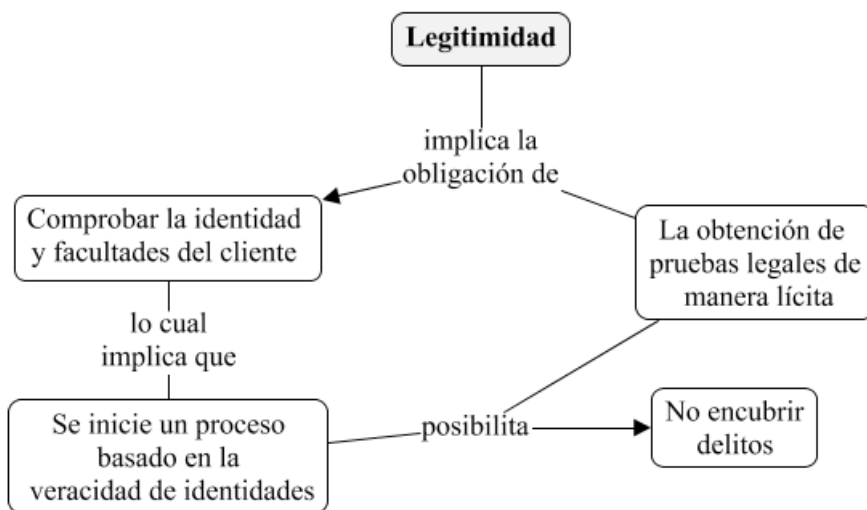 Legitimidad
implica la
obligación de
Comprobar la identidad
y facultades del cliente
La obtención de
pruebas legales de
manera lícita
lo cual
implica que
Se inicie un proceso
basado en la
veracidad de identidades
posibilita
No encubrir
delitos